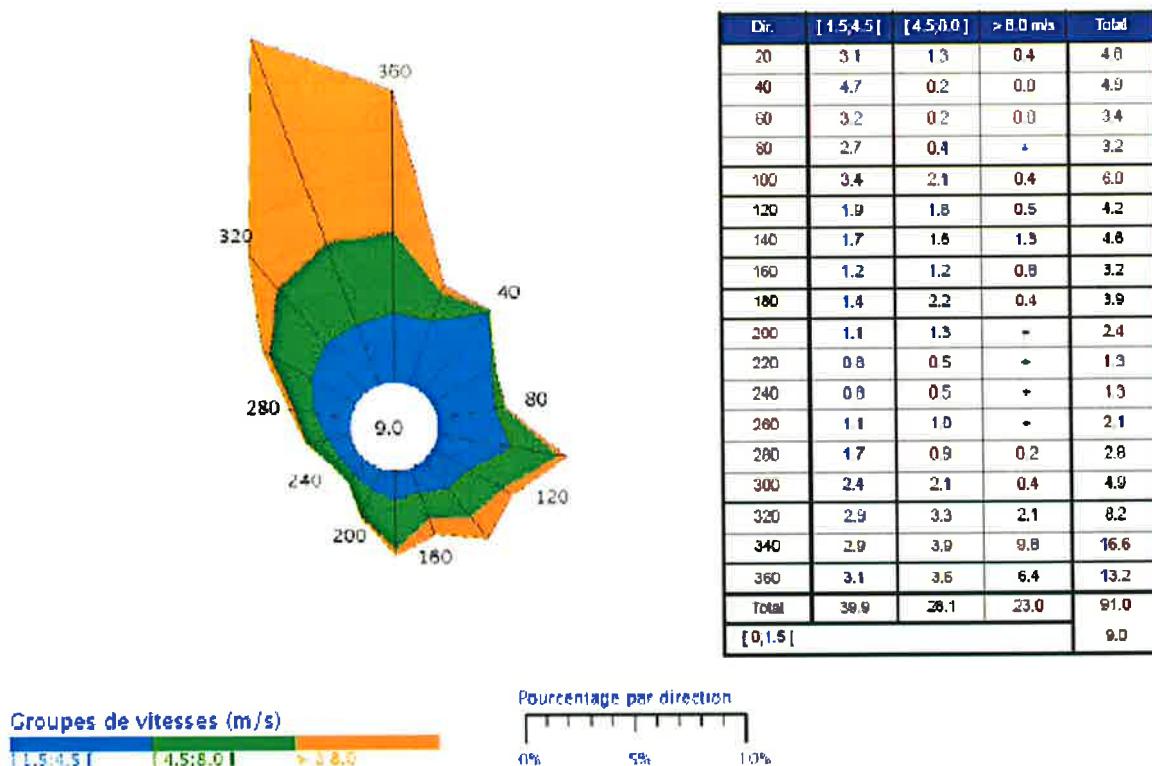 360
320
40
280
80
9.0
240
120
200
160
Dir. [1.5;4.5[ [4.5;8.0] > 8.0 m/s Total
20 3.1 1.3 0.4 4.8
40 4.7 0.2 0.0 4.9
60 3.2 0.2 0.0 3.4
80 2.7 0.4 + 3.2
100 3.4 2.1 0.4 6.0
120 1.9 1.8 0.5 4.2
140 1.7 1.6 1.3 4.6
160 1.2 1.2 0.8 3.2
180 1.4 2.2 0.4 3.9
200 1.1 1.3 + 2.4
220 0.8 0.5 + 1.3
240 0.8 0.5 + 1.3
260 1.1 1.0 + 2.1
280 1.7 0.9 0.2 2.8
300 2.4 2.1 0.4 4.9
320 2.9 3.3 2.1 8.2
340 2.9 3.9 9.8 16.6
360 3.1 3.6 6.4 13.2
Total 39.9 28.1 23.0 91.0
[0;1.5[ 9.0
Groupes de vitesses (m/s)
[1.5;4.5[ [4.5;8.0] > 8.0
Pourcentage par direction
0% 5% 10%